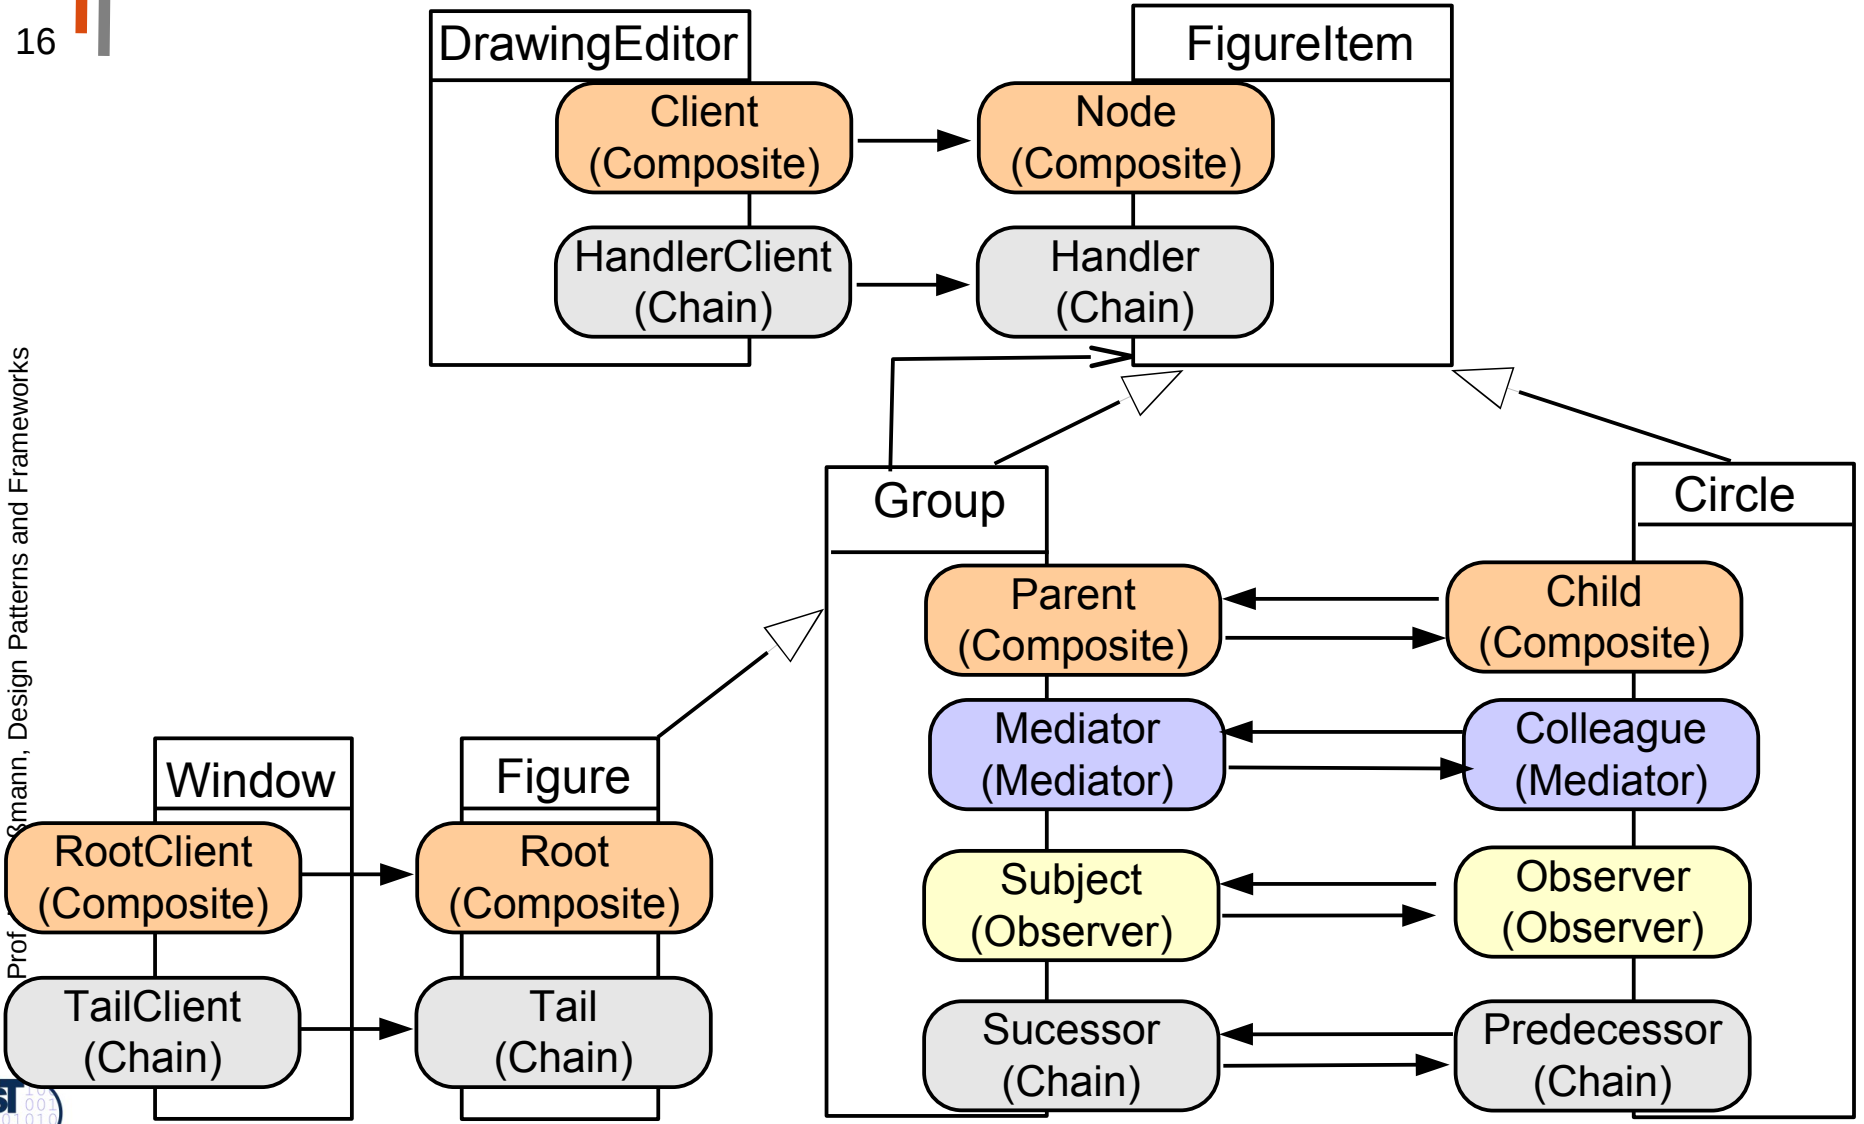 16
DrawingEditor
FigureItem
Client
(Composite)
Node
(Composite)
HandlerClient
(Chain)
Handler
(Chain)
Group
Circle
Parent
(Composite)
Child
(Composite)
Mediator
(Mediator)
Colleague
(Mediator)
Window
Figure
RootClient
(Composite)
Root
(Composite)
Subject
(Observer)
Observer
(Observer)
TailClient
(Chain)
Tail
(Chain)
Sucessor
(Chain)
Predecessor
(Chain)
Prof ßmann, Design Patterns and Frameworks